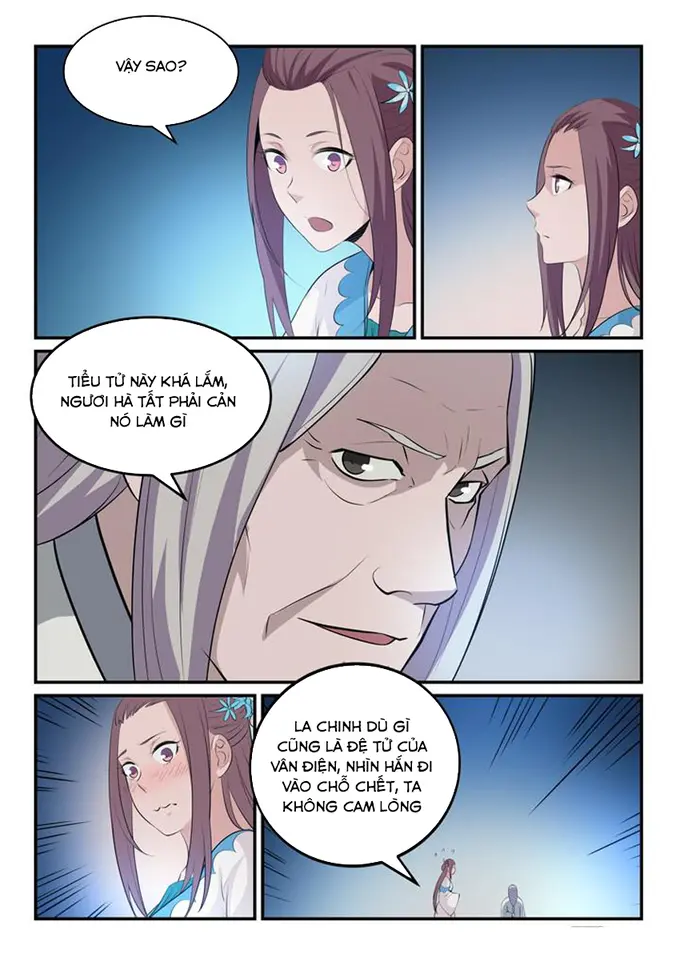 VẬY SAO?
TIỂU TỬ NÀY KHÁ LẮM,
NGƯƠI HÀ TẤT PHẢI CẢN
NÓ LÀM GÌ
LA CHINH DÙ GÌ
CŨNG LÀ ĐỆ TỬ CỦA
VÂN ĐIỆN, NHÌN HẮN ĐI
VÀO CHỖ CHẾT, TA
KHÔNG CAM LÒNG